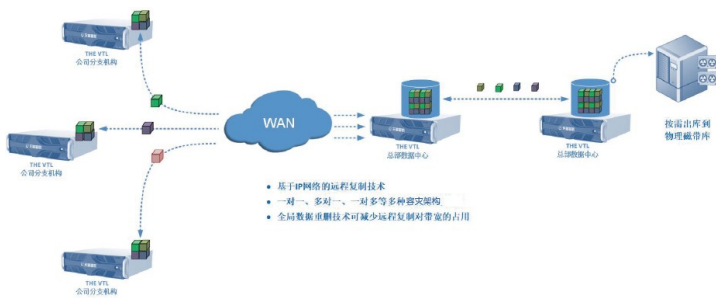 THE VTL
公司分支机构
THE VTL
公司分支机构
THE VTL
公司分支机构
WAN
THE VTL
总部数据中心
THE VTL
总部数据中心
按需出库到
物理磁带库
• 基于IP网络的远程复制技术
• 一对一、多对一、一对多等多种容灾架构
• 全局数据重删技术可减少远程复制对带宽的占用